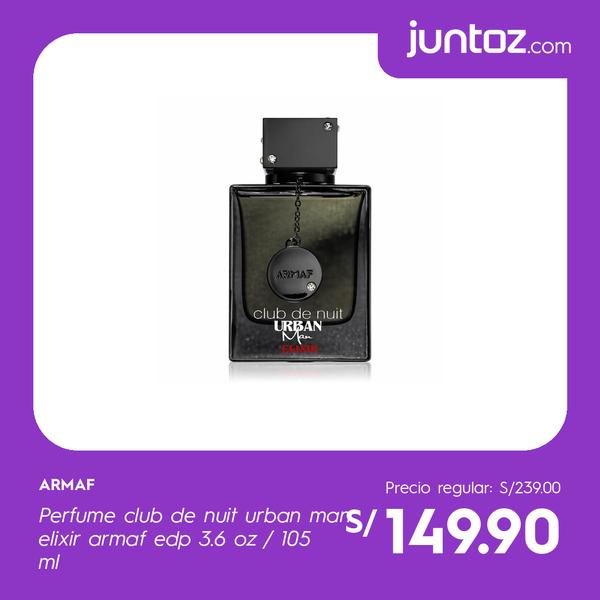 juntoz.com
ARMAF
club de nuit
URBAN
Man
ELIXIR
ARMAF
Precio regular: S/239.00
Perfume club de nuit urban man
elixir armaf edp 3.6 oz / 105
ml
S/ 149.90